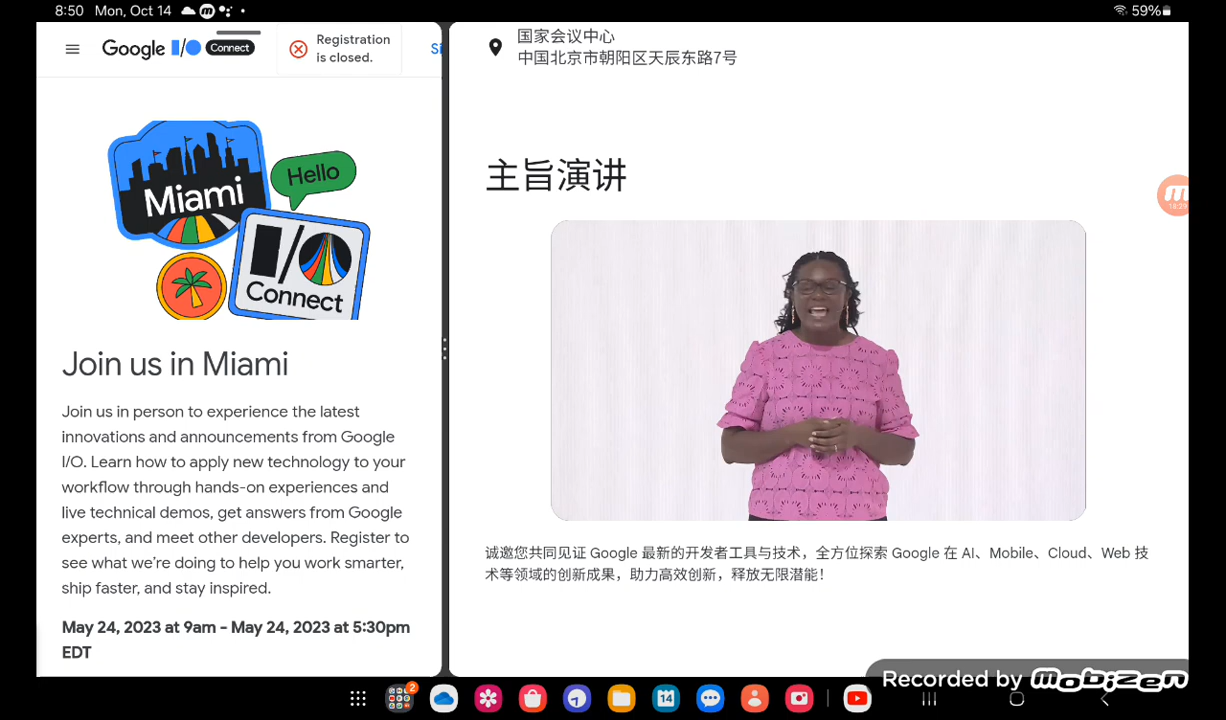 8:50 Mon, Oct 14
59%
Google I/O Connect
Registration
is closed.
Si
Miami
Hello
I/O
Connect
Join us in Miami
Join us in person to experience the latest
innovations and announcements from Google
I/O. Learn how to apply new technology to your
workflow through hands-on experiences and
live technical demos, get answers from Google
experts, and meet other developers. Register to
see what we're doing to help you work smarter,
ship faster, and stay inspired.
May 24, 2023 at 9am - May 24, 2023 at 5:30pm
EDT
国家会议中心
中国北京市朝阳区天辰东路7号
主旨演讲
诚邀您共同见证 Google 最新的开发者工具与技术，全方位探索 Google 在 AI、Mobile、Cloud、Web 技
术等领域的创新成果，助力高效创新，释放无限潜能！
18:39
2
14
Recorded by mobizen